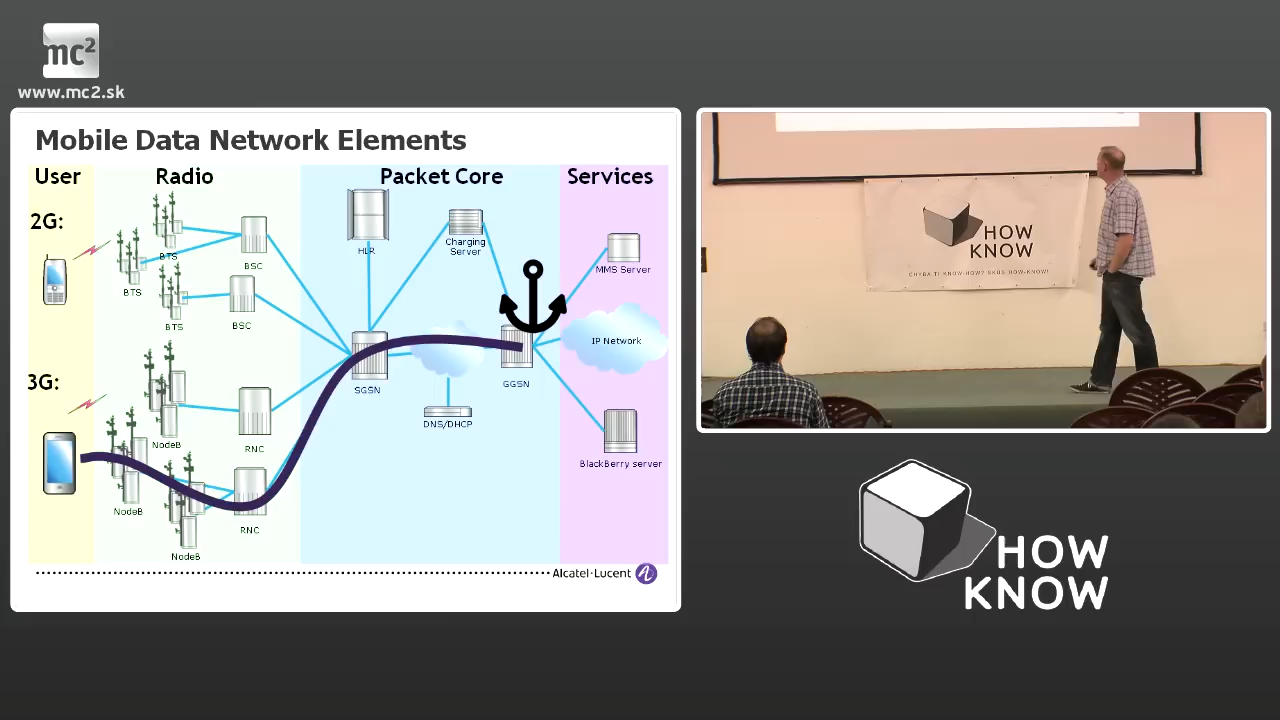 mc²
www.mc2.sk
Mobile Data Network Elements
User
Radio
Packet Core
Services
2G:
BTS
BTS
BTS
BSC
BSC
HLR
Charging
Server
MMS Server
IP Network
SGSN
GGSN
DNS/DHCP
BlackBerry server
3G:
NodeB
NodeB
NodeB
RNC
RNC
Alcatel·Lucent
HOW
KNOW
CHÝBA TI KNOW-HOW? SKÚS HOW-KNOW!
HOW
KNOW